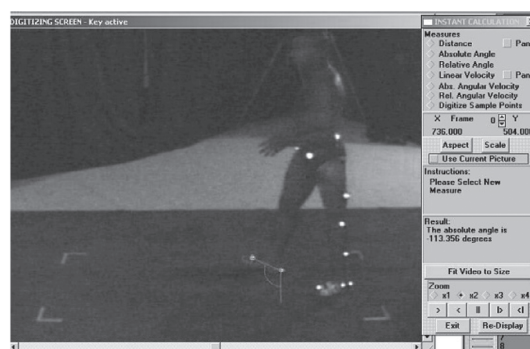 DIGITIZING SCREEN - Key active
INSTANT CALCULATION
Measures
Distance Pan
Absolute Angle
Relative Angle
Linear Velocity Pan
Abs. Angular Velocity
Rel. Angular Velocity
Digitize Sample Points
X Frame 0 Y
736.000 504.000
Aspect Scale
Use Current Picture
Instructions:
Please Select New
Measure
Result:
The absolute angle is
-113.356 degrees
Fit Video to Size
Zoom
x1 x2 x3 x4
Exit Re-Display
7
8